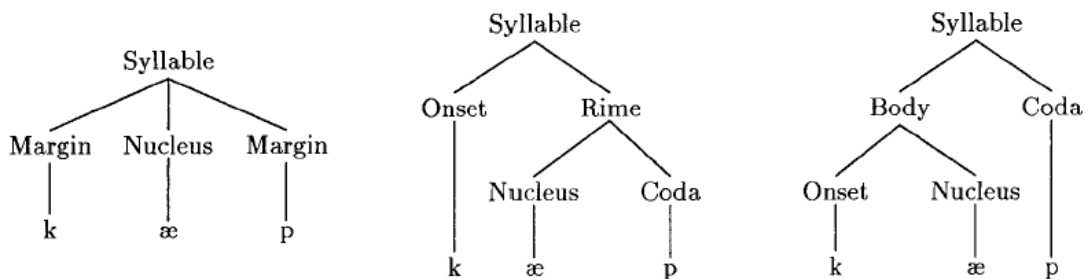 Syllable
Margin Nucleus Margin
k æ p
Syllable
Onset Rime
Nucleus Coda
k æ p
Syllable
Body Coda
Onset Nucleus
k æ p